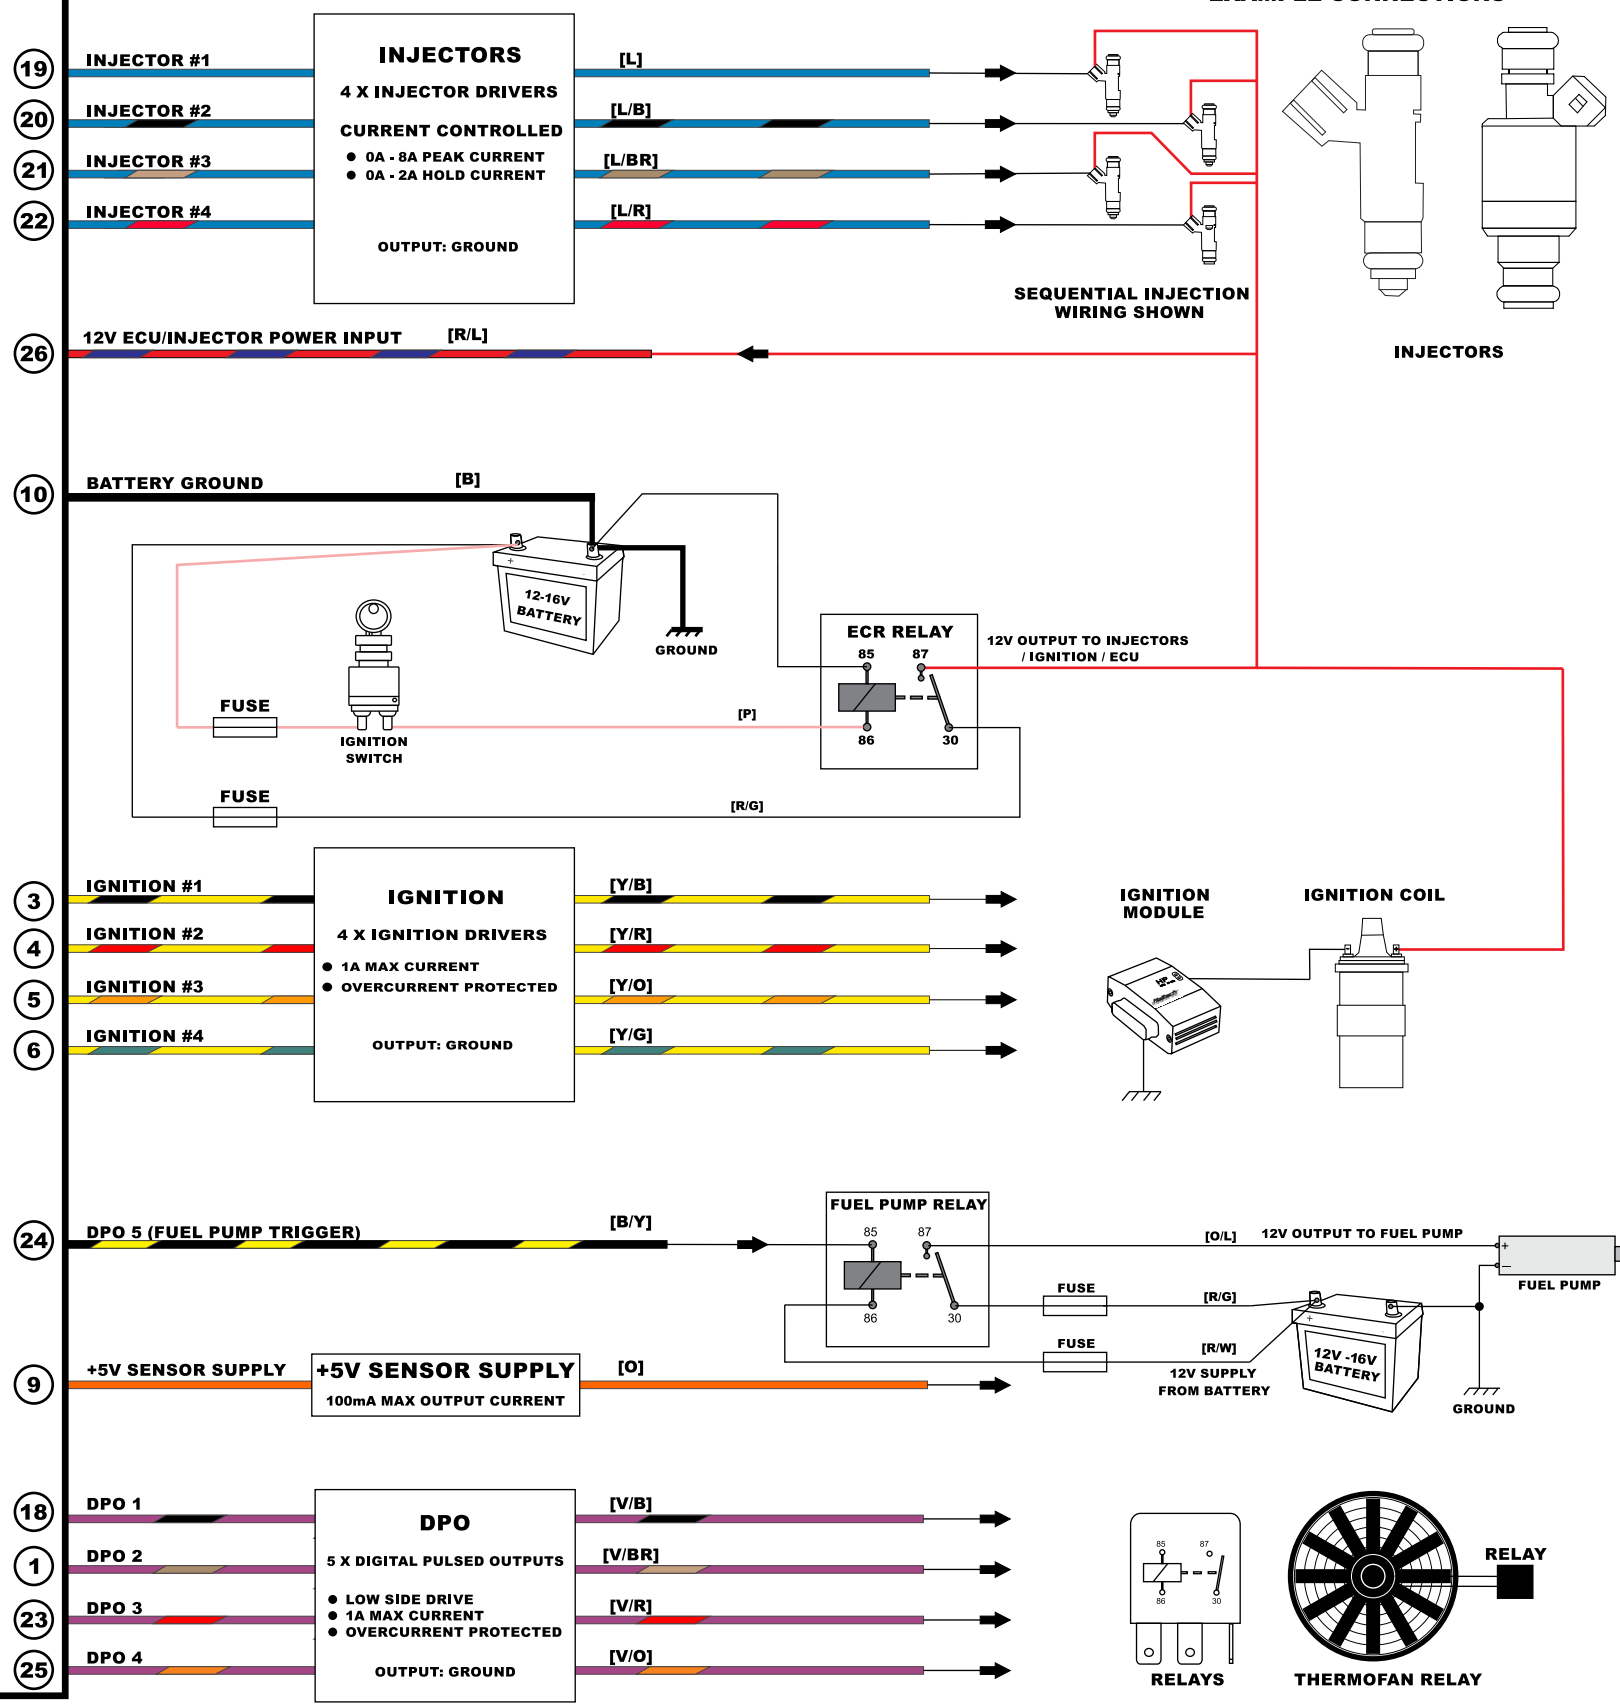 19
INJECTOR #1
20
INJECTOR #2
21
INJECTOR #3
22
INJECTOR #4
INJECTORS
4 X INJECTOR DRIVERS
CURRENT CONTROLLED
● 0A - 8A PEAK CURRENT
● 0A - 2A HOLD CURRENT
OUTPUT: GROUND
[L]
[L/B]
[L/BR]
[L/R]
SEQUENTIAL INJECTION
WIRING SHOWN
INJECTORS
26
12V ECU/INJECTOR POWER INPUT
[R/L]
10
BATTERY GROUND
[B]
+
12-16V
BATTERY
GROUND
FUSE
IGNITION
SWITCH
[P]
FUSE
[R/G]
ECR RELAY
85
87
86
30
12V OUTPUT TO INJECTORS
/ IGNITION / ECU
3
IGNITION #1
4
IGNITION #2
5
IGNITION #3
6
IGNITION #4
IGNITION
4 X IGNITION DRIVERS
● 1A MAX CURRENT
● OVERCURRENT PROTECTED
OUTPUT: GROUND
[Y/B]
[Y/R]
[Y/O]
[Y/G]
IGNITION
MODULE
HP
IGNITION COIL
24
DPO 5 (FUEL PUMP TRIGGER)
[B/Y]
FUEL PUMP RELAY
85
87
86
30
[O/L]
12V OUTPUT TO FUEL PUMP
+
—
FUEL PUMP
FUSE
[R/G]
FUSE
[R/W]
12V SUPPLY
FROM BATTERY
+
12V -16V
BATTERY
GROUND
9
+5V SENSOR SUPPLY
+5V SENSOR SUPPLY
100mA MAX OUTPUT CURRENT
[O]
18
DPO 1
1
DPO 2
23
DPO 3
25
DPO 4
DPO
5 X DIGITAL PULSED OUTPUTS
● LOW SIDE DRIVE
● 1A MAX CURRENT
● OVERCURRENT PROTECTED
OUTPUT: GROUND
[V/B]
[V/BR]
[V/R]
[V/O]
85
87
86
30
RELAYS
RELAY
THERMOFAN RELAY